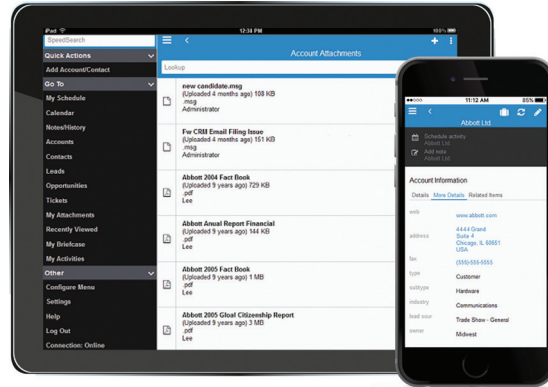 iPad
12:38 PM
100%
SpeedSearch
Quick Actions
Add Account/Contact
Go To
My Schedule
Calendar
Notes/History
Accounts
Contacts
Leads
Opportunities
Tickets
My Attachments
Recently Viewed
My Briefcase
My Activities
Other
Configure Menu
Settings
Help
Log Out
Connection: Online
Account Attachments
Lookup
new candidate.msg
(Uploaded 4 months ago) 108 KB
.msg
Administrator
Fw CRM Email Filing Issue
(Uploaded 4 months ago) 151 KB
.msg
Administrator
Abbott 2004 Fact Book
(Uploaded 9 years ago) 729 KB
.pdf
Lee
Abbott Anual Report Financial
(Uploaded 9 years ago) 144 KB
.pdf
Lee
Abbott 2005 Fact Book
(Uploaded 9 years ago) 1 MB
.pdf
Lee
Abbott 2005 Gloal Citizenship Report
(Uploaded 9 years ago) 3 MB
.pdf
Lee
11:12 AM
85%
Abbott Ltd.
Schedule activity
Abbott Ltd.
Add note
Abbott Ltd.
Account Information
Details More Details Related Items
web www.abbott.com
address 4444 Grand
Suite 4
Chicago, IL 60651
USA
fax (555)-555-5555
type Customer
subtype Hardware
industry Communications
lead sour Trade Show - General
owner Midwest